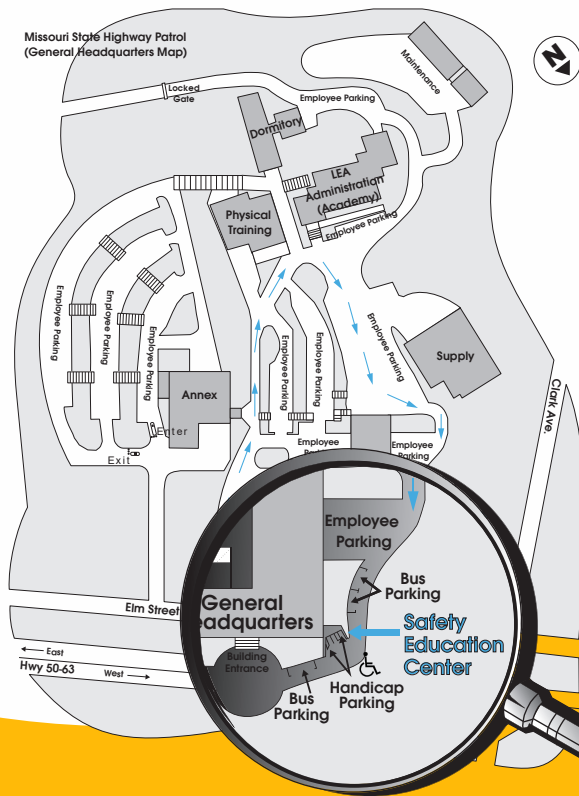 Missouri State Highway Patrol
(General Headquarters Map)
N
Maintenance
Locked
Gate
Employee Parking
Dormitory
LEA
Administration
(Academy)
Physical
Training
Employee Parking
Employee Parking
Employee Parking
Employee Parking
Employee Parking
Employee Parking
Employee Parking
Supply
Annex
Clark Ave.
Enter
Exit
Employee
Parking
Employee
Parking
Employee
Parking
Bus
Parking
Elm Street
General
eadquarters
Safety
Education
Center
East
Hwy 50-63
West
Building
Entrance
Handicap
Parking
Bus
Parking